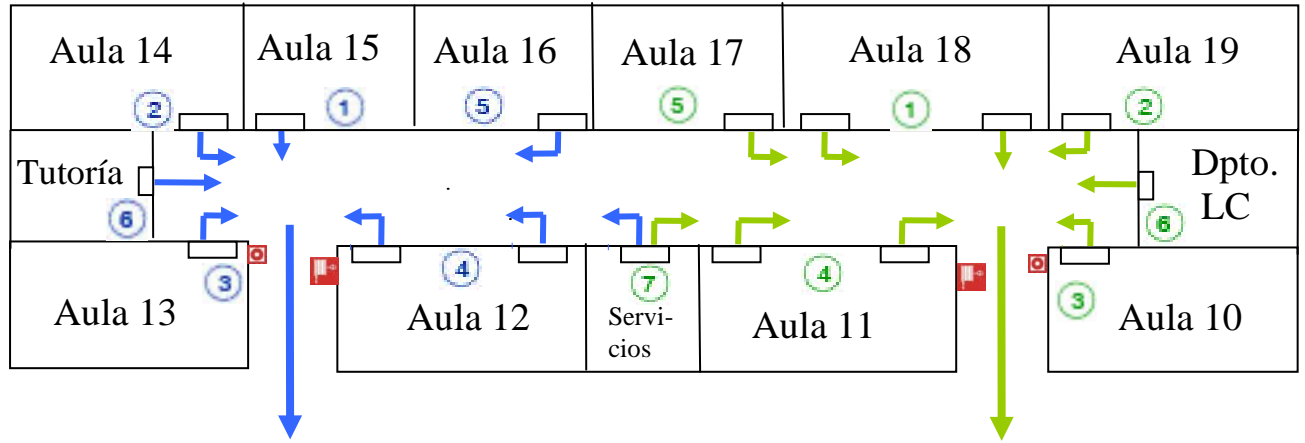 Aula 14
Aula 15
Aula 16
Aula 17
Aula 18
Aula 19
2
1
5
5
1
2
Tutoría
6
Dpto.
LC
6
3
4
7
4
3
Aula 13
Aula 12
Servi-
cios
Aula 11
Aula 10